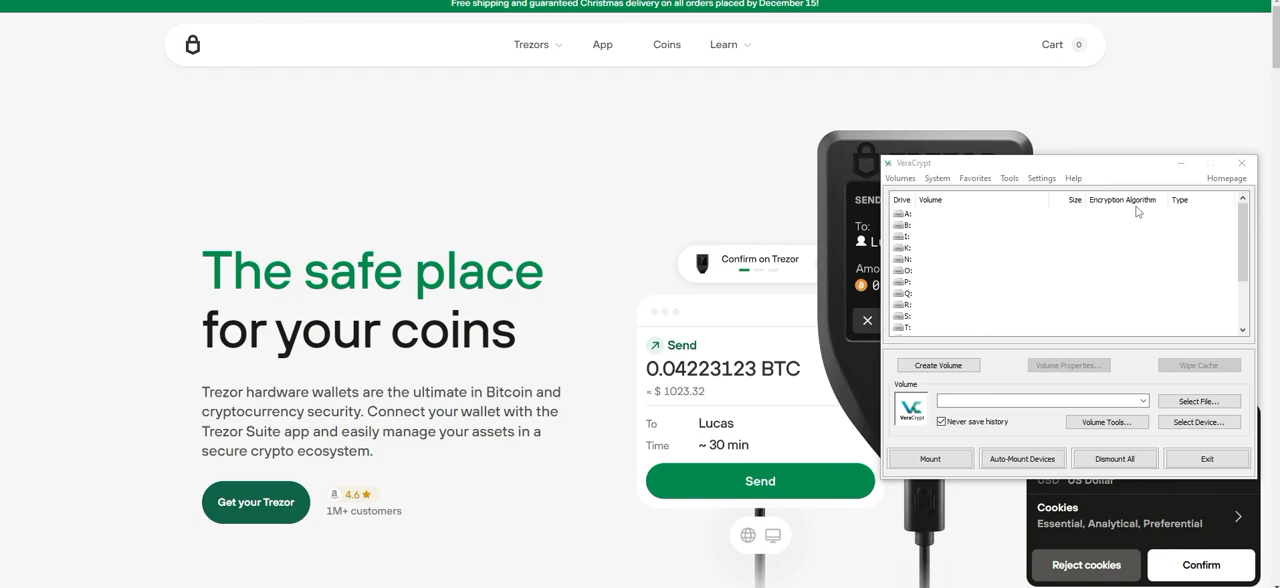 Free shipping and guaranteed Christmas delivery on all orders placed by December 15!
Trezors
App
Coins
Learn
Cart
0
The safe place
for your coins
Trezor hardware wallets are the ultimate in Bitcoin and
cryptocurrency security. Connect your wallet with the
Trezor Suite app and easily manage your assets in a
secure crypto ecosystem.
Get your Trezor
4.6
1M+ customers
Confirm on Trezor
Send
0.04223123 BTC
≈ $ 1023.32
To Lucas
Time ~ 30 min
Send
SEND
To:
Amo
0
VeraCrypt
Volumes System Favorites Tools Settings Help Homepage
Drive Volume Size Encryption Algorithm Type
A:
B:
I:
K:
N:
O:
P:
Q:
R:
S:
T:
Create Volume
Volume Properties...
Wipe Cache
Volume
VeraCrypt
Select File...
Never save history
Volume Tools...
Select Device...
Mount
Auto-Mount Devices
Dismount All
Exit
USD US Dollar
Cookies
Essential, Analytical, Preferential
Reject cookies
Confirm